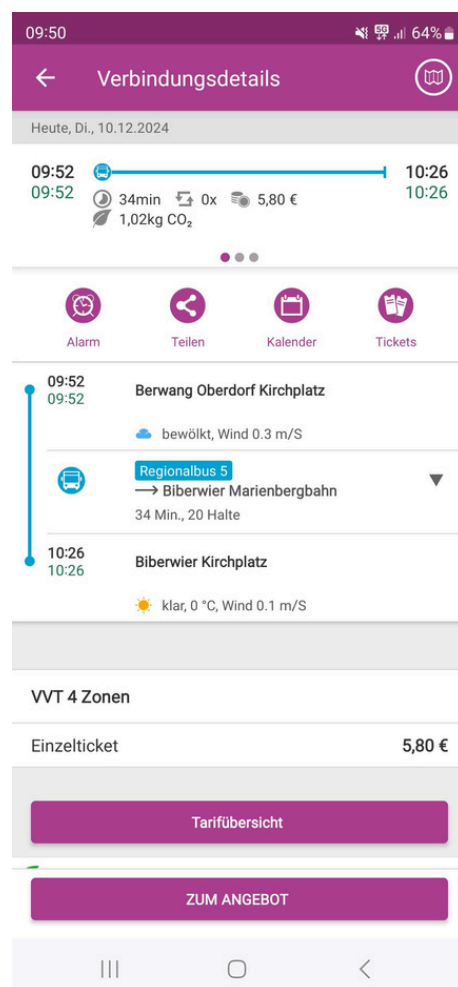 09:50
5G 64%
Verbindungsdetails
Heute, Di., 10.12.2024
09:52 10:26
09:52 10:26
34min 0x 5,80 €
1,02kg CO₂
Alarm Teilen Kalender Tickets
09:52 Berwang Oberdorf Kirchplatz
09:52
bewölkt, Wind 0.3 m/S
Regionalbus 5
→ Biberwier Marienbergbahn
34 Min., 20 Halte
10:26 Biberwier Kirchplatz
10:26
klar, 0 °C, Wind 0.1 m/S
VVT 4 Zonen
Einzelticket 5,80 €
Tarifübersicht
ZUM ANGEBOT